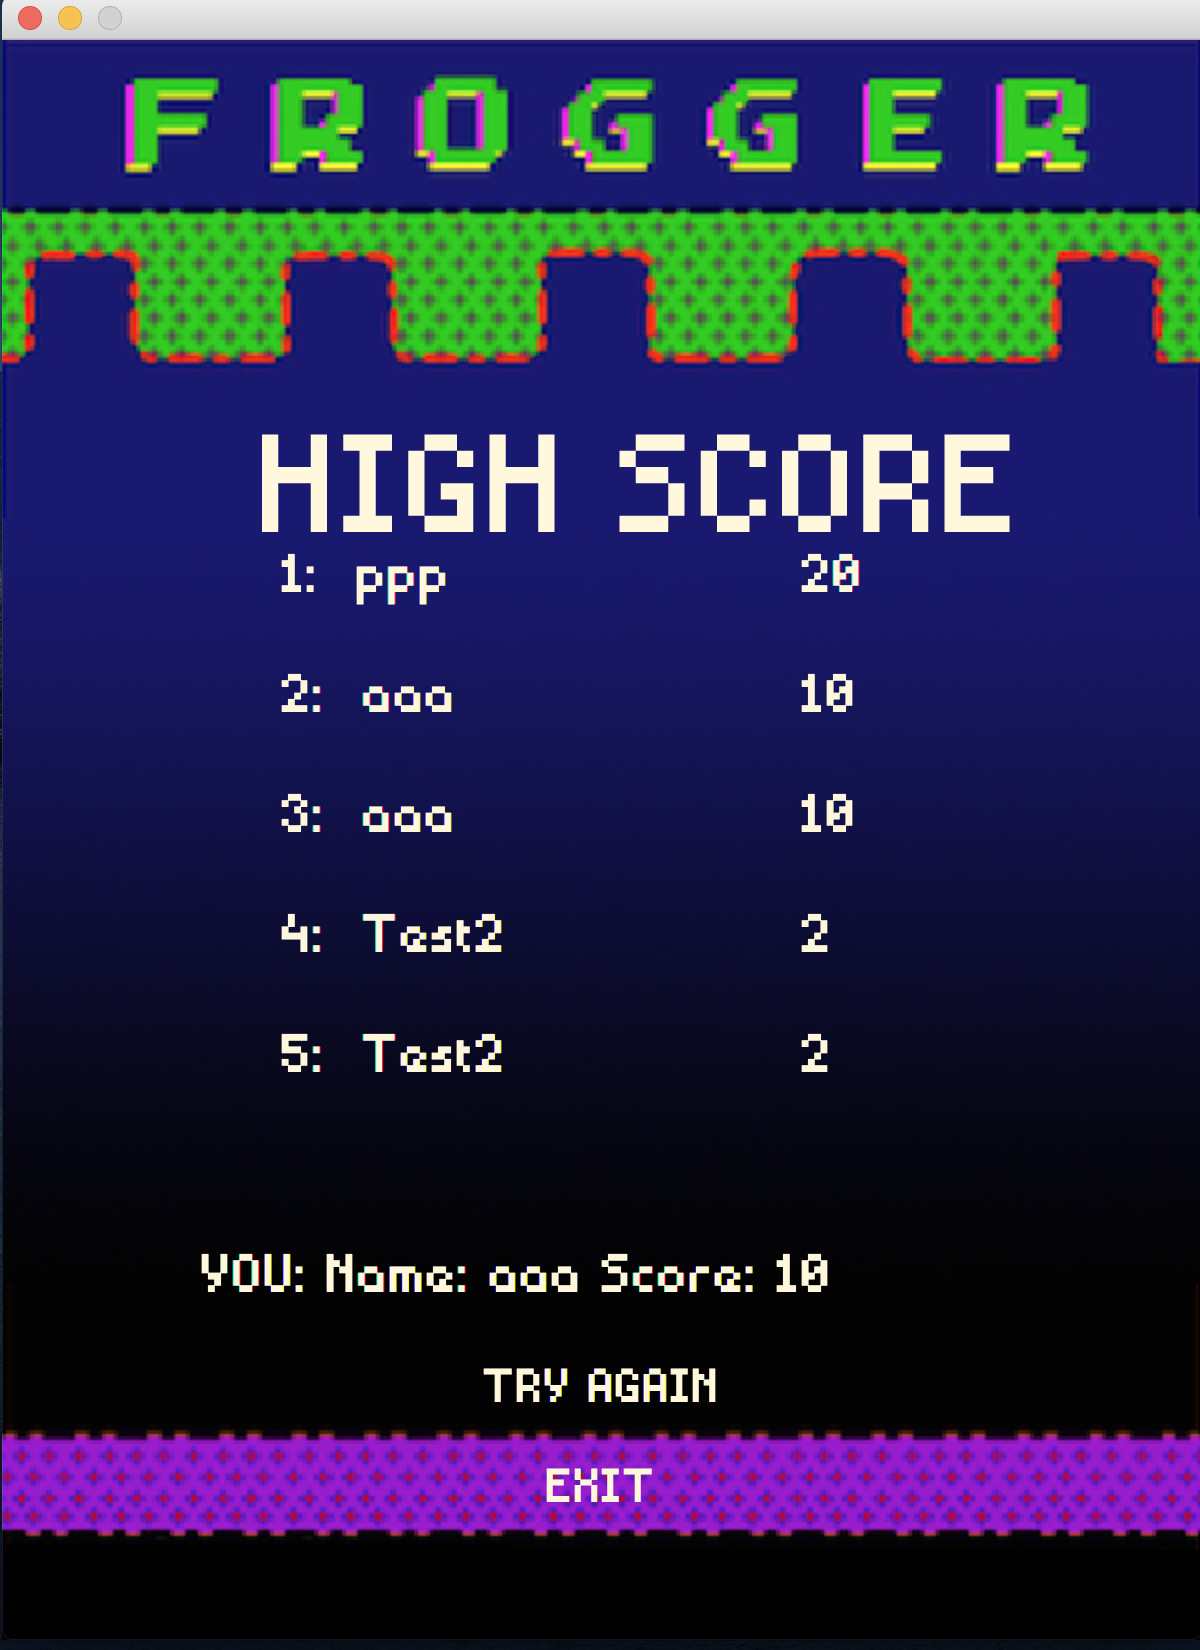 FROGGER
HIGH SCORE
1: ppp 20
2: aaa 10
3: aaa 10
4: Test2 2
5: Test2 2
YOU: Name: aaa Score: 10
TRY AGAIN
EXIT